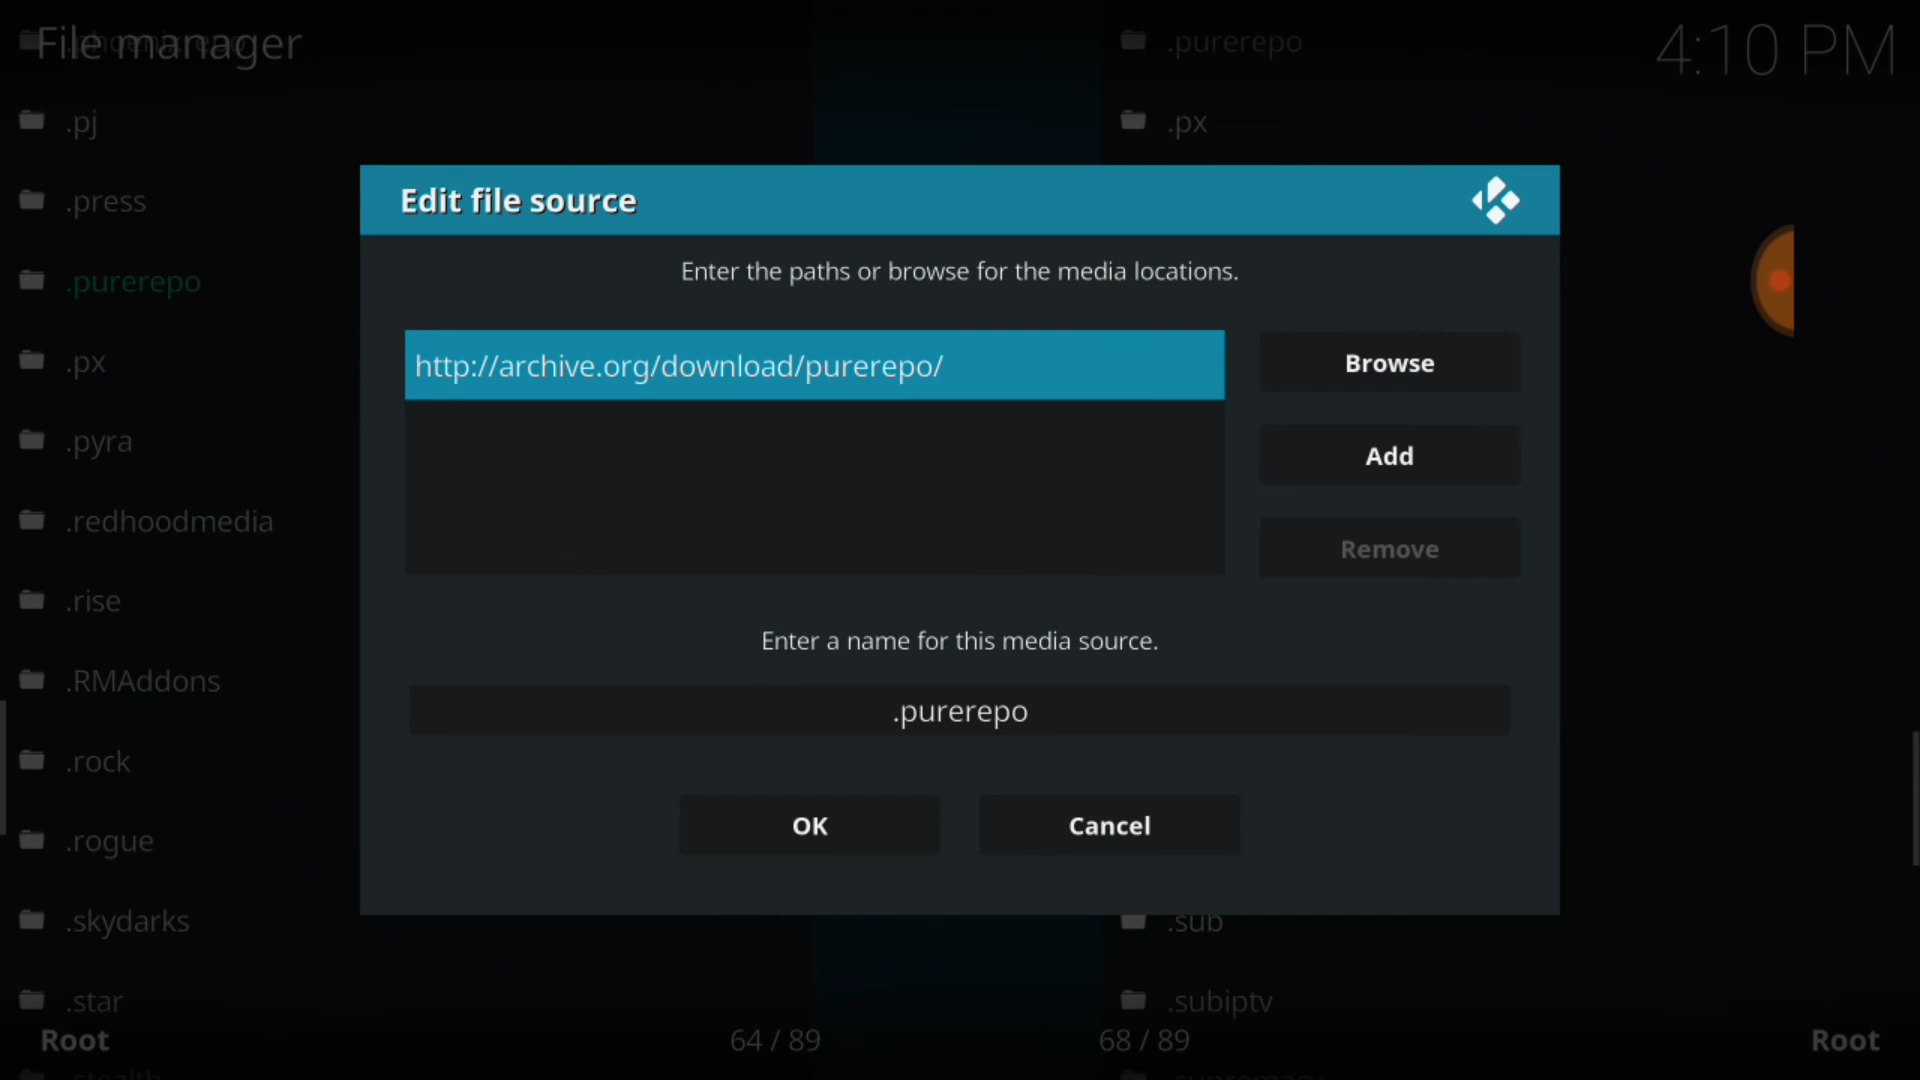 File manager
4:10 PM
.pj
.press
.purerepo
.px
.pyra
.redhoodmedia
.rise
.RMAddons
.rock
.rogue
.skydarks
.star
.stealth
Root
64 / 89
Edit file source
Enter the paths or browse for the media locations.
http://archive.org/download/purerepo/
Browse
Add
Remove
Enter a name for this media source.
.purerepo
OK
Cancel
.purerepo
.px
.sub
.subiptv
68 / 89
Root